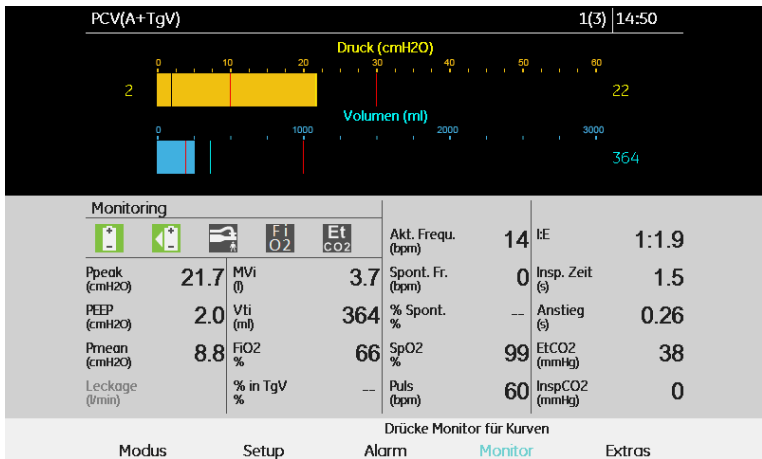 PCV(A+TgV) 1(3) 14:50
Druck (cmH2O)
0 10 20 30 40 50 60
2 22
Volumen (ml)
0 1000 2000 3000
364
Monitoring
Fi O2
Et CO2
Akt. Frequ. (bpm) 14
I:E 1:1.9
Ppeak (cmH2O) 21.7
MVi (l) 3.7
Spont. Fr. (bpm) 0
Insp. Zeit (s) 1.5
PEEP (cmH2O) 2.0
Vti (ml) 364
% Spont. % --
Anstieg (s) 0.26
Pmean (cmH2O) 8.8
FiO2 % 66
SpO2 % 99
EtCO2 (mmHg) 38
Leckage (l/min)
% in TgV % --
Puls (bpm) 60
InspCO2 (mmHg) 0
Drücke Monitor für Kurven
Modus Setup Alarm Monitor Extras